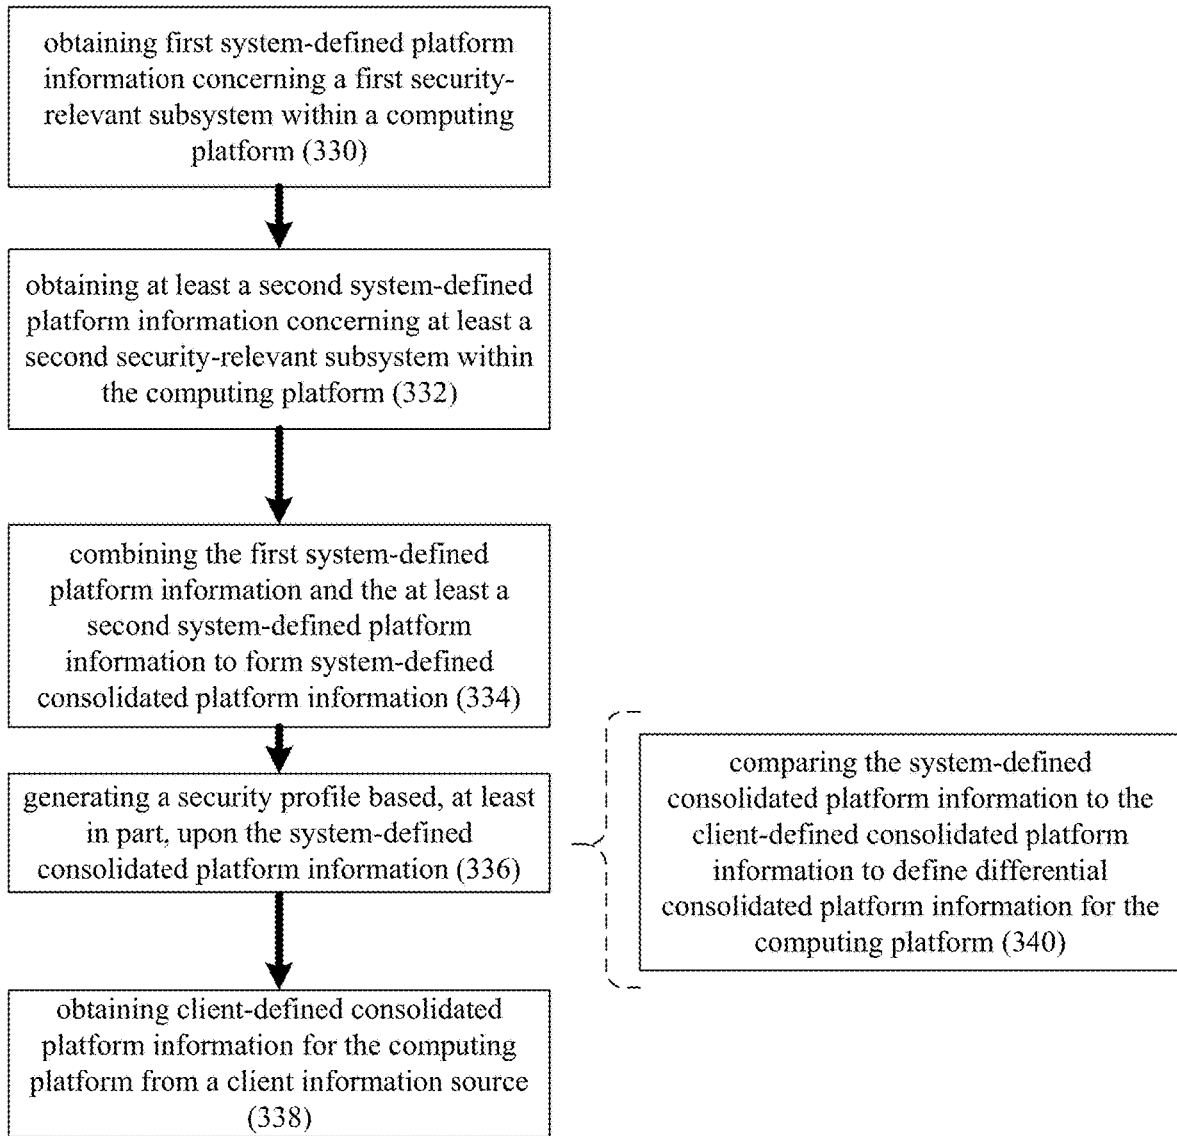 obtaining first system-defined platform
information concerning a first security-
relevant subsystem within a computing
platform (330)
obtaining at least a second system-defined
platform information concerning at least a
second security-relevant subsystem within
the computing platform (332)
combining the first system-defined
platform information and the at least a
second system-defined platform
information to form system-defined
consolidated platform information (334)
generating a security profile based, at least
in part, upon the system-defined
consolidated platform information (336)
comparing the system-defined
consolidated platform information to the
client-defined consolidated platform
information to define differential
consolidated platform information for the
computing platform (340)
obtaining client-defined consolidated
platform information for the computing
platform from a client information source
(338)